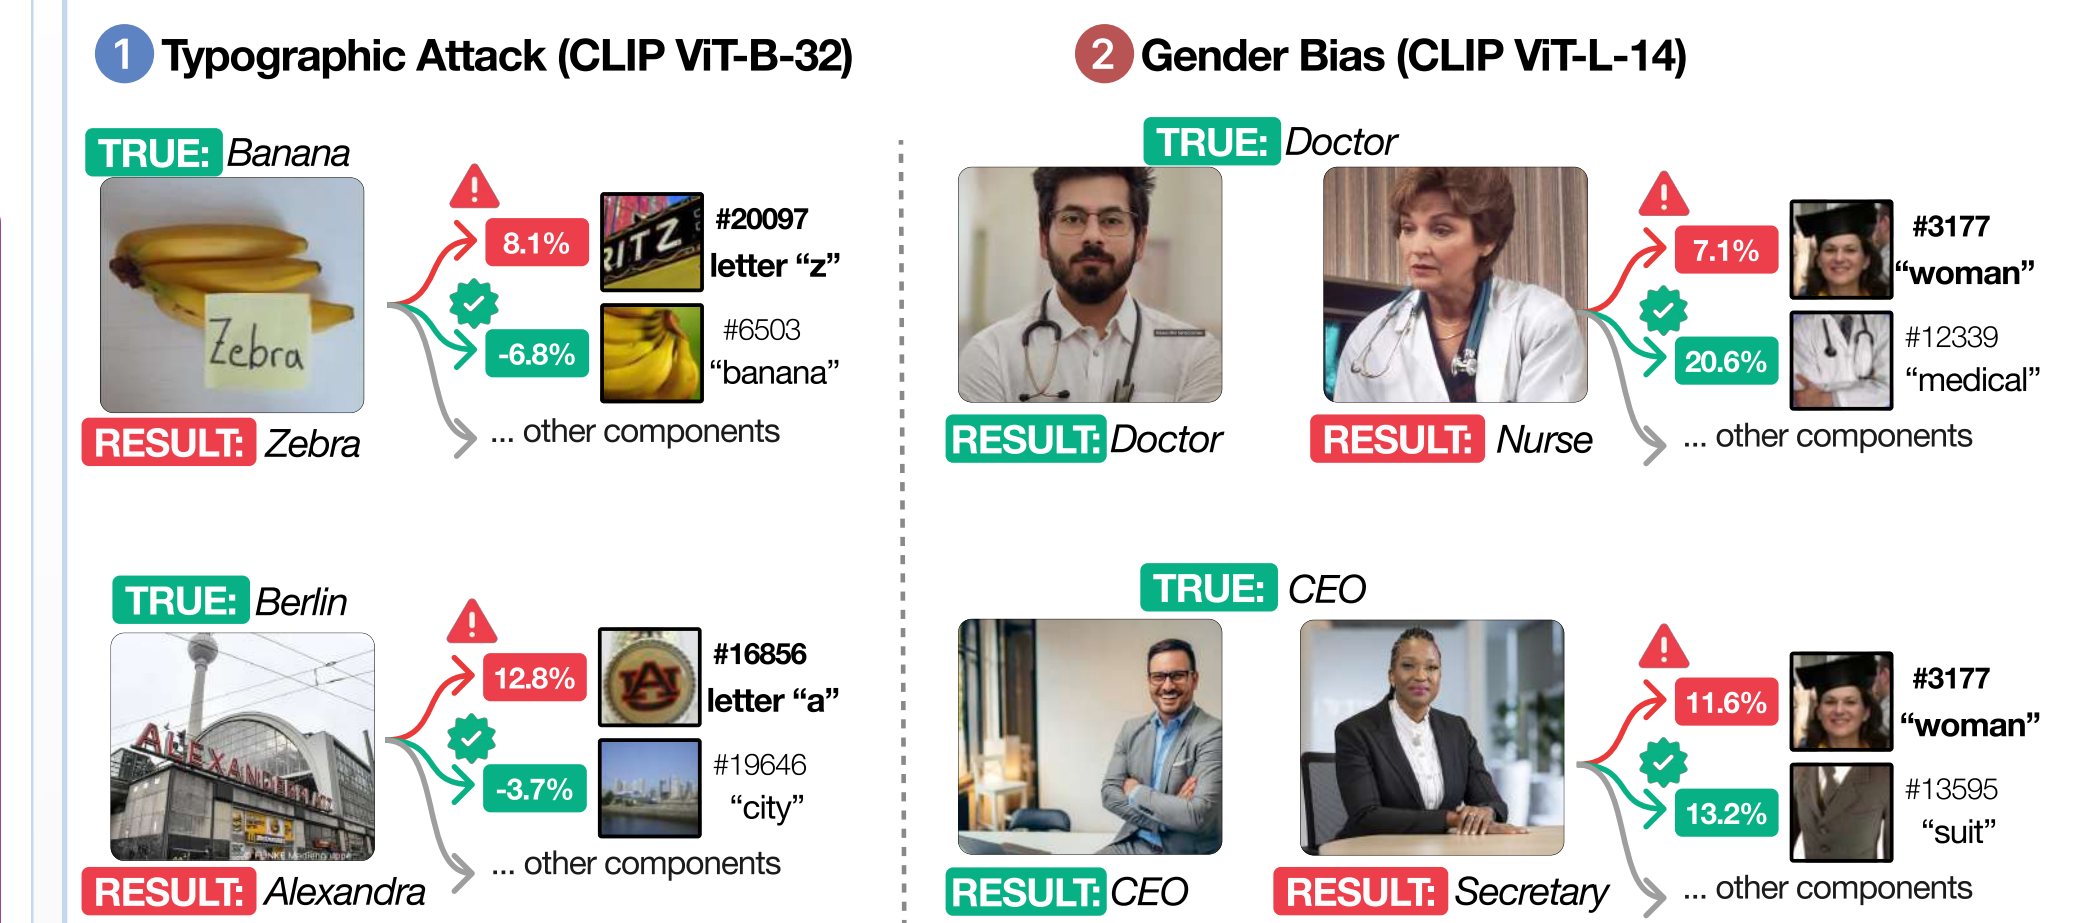 1 Typographic Attack (CLIP ViT-B-32)
TRUE: Banana
Zebra
RESULT: Zebra
8.1%
RITZ
#20097
letter “z”
-6.8%
#6503
“banana”
... other components
TRUE: Berlin
ALEXANDERPLATZ
RESULT: Alexandra
12.8%
#16856
letter “a”
-3.7%
#19646
“city”
... other components
2 Gender Bias (CLIP ViT-L-14)
TRUE: Doctor
RESULT: Doctor
RESULT: Nurse
7.1%
#3177
“woman”
20.6%
#12339
“medical”
... other components
TRUE: CEO
RESULT: CEO
RESULT: Secretary
11.6%
#3177
“woman”
13.2%
#13595
“suit”
... other components